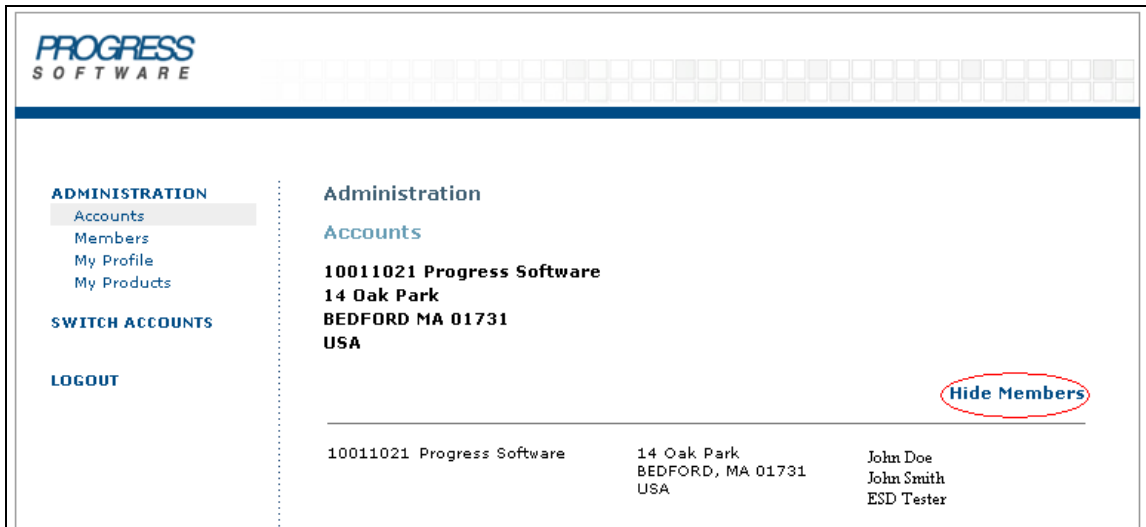 PROGRESS
SOFTWARE
ADMINISTRATION
Accounts
Members
My Profile
My Products
SWITCH ACCOUNTS
LOGOUT
Administration
Accounts
10011021 Progress Software
14 Oak Park
BEDFORD MA 01731
USA
Hide Members
10011021 Progress Software
14 Oak Park
BEDFORD, MA 01731
USA
John Doe
John Smith
ESD Tester